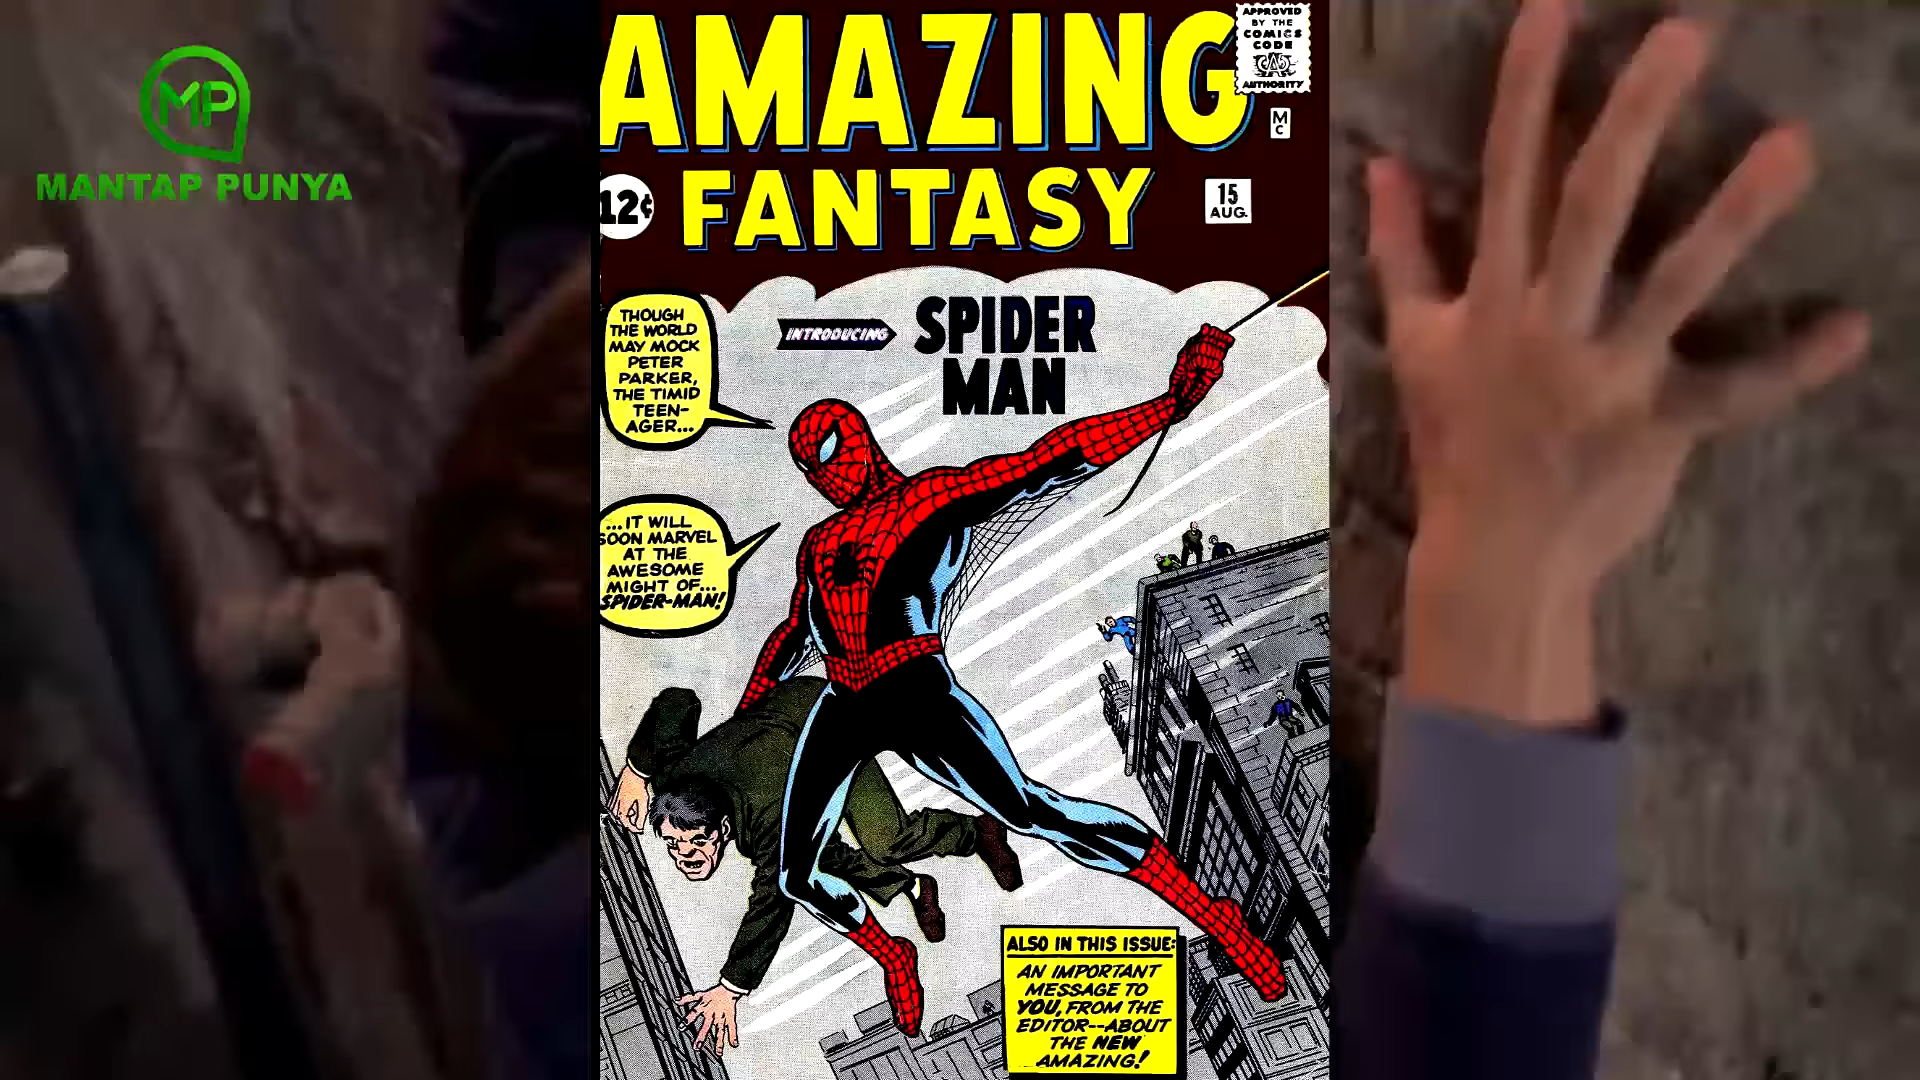 MP
MANTAP PUNYA
AMAZING
FANTASY
APPROVED
BY THE
COMICS
CODE
CA
AUTHORITY
M
C
12¢
15
AUG.
INTRODUCING
SPIDER
MAN
THOUGH
THE WORLD
MAY MOCK
PETER
PARKER,
THE TIMID
TEEN-
AGER...
...IT WILL
SOON MARVEL
AT THE
AWESOME
MIGHT OF...
SPIDER-MAN!
ALSO IN THIS ISSUE:
AN IMPORTANT
MESSAGE TO
YOU, FROM THE
EDITOR--ABOUT
THE NEW
AMAZING!